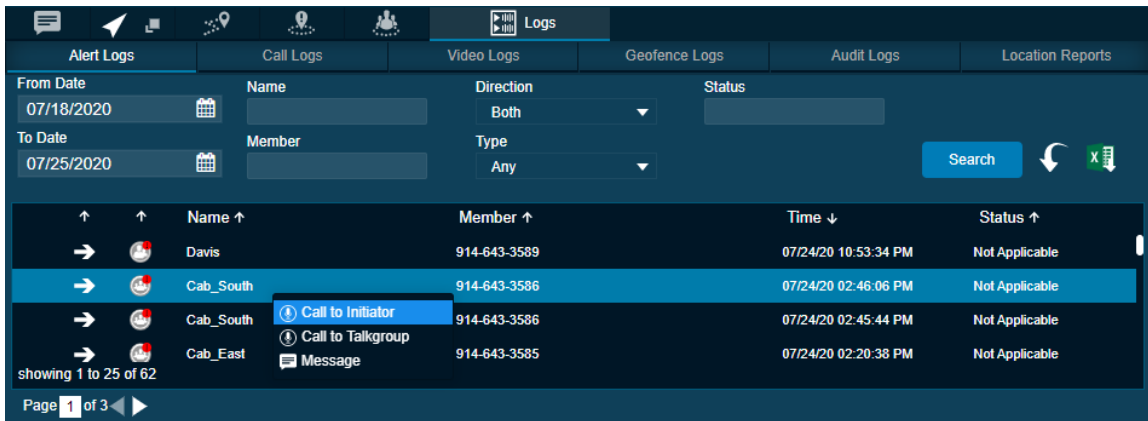 Logs
Alert Logs Call Logs Video Logs Geofence Logs Audit Logs Location Reports
From Date Name Direction Status
07/18/2020 Both
To Date Member Type
07/25/2020 Any Search
Name Member Time Status
Davis 914-643-3589 07/24/20 10:53:34 PM Not Applicable
Cab_South 914-643-3586 07/24/20 02:46:06 PM Not Applicable
Call to Initiator
Cab_South 914-643-3586 07/24/20 02:45:44 PM Not Applicable
Call to Talkgroup
Cab_East 914-643-3585 07/24/20 02:20:38 PM Not Applicable
Message
showing 1 to 25 of 62
Page 1 of 3